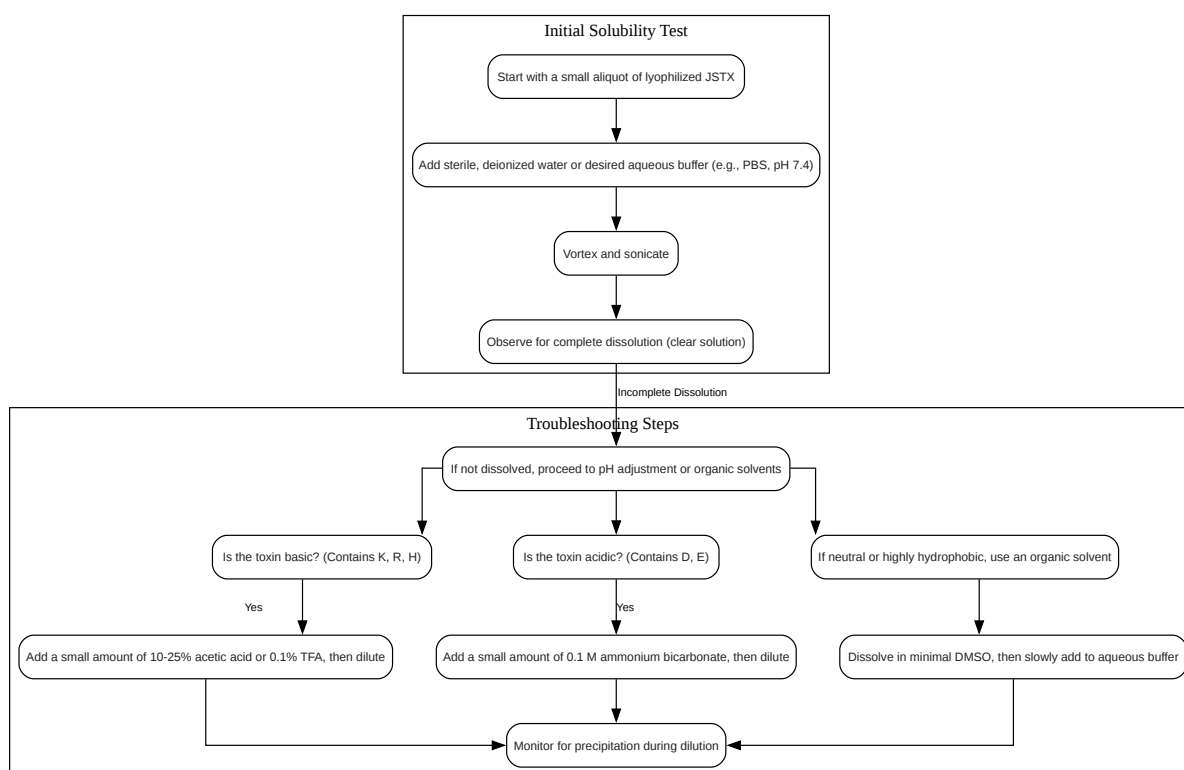 Initial Solubility Test
Start with a small aliquot of lyophilized JSTX
Add sterile, deionized water or desired aqueous buffer (e.g., PBS, pH 7.4)
Vortex and sonicate
Observe for complete dissolution (clear solution)
Incomplete Dissolution
Troubleshooting Steps
If not dissolved, proceed to pH adjustment or organic solvents
Is the toxin basic? (Contains K, R, H)
Is the toxin acidic? (Contains D, E)
If neutral or highly hydrophobic, use an organic solvent
Yes
Yes
Add a small amount of 10-25% acetic acid or 0.1% TFA, then dilute
Add a small amount of 0.1 M ammonium bicarbonate, then dilute
Dissolve in minimal DMSO, then slowly add to aqueous buffer
Monitor for precipitation during dilution